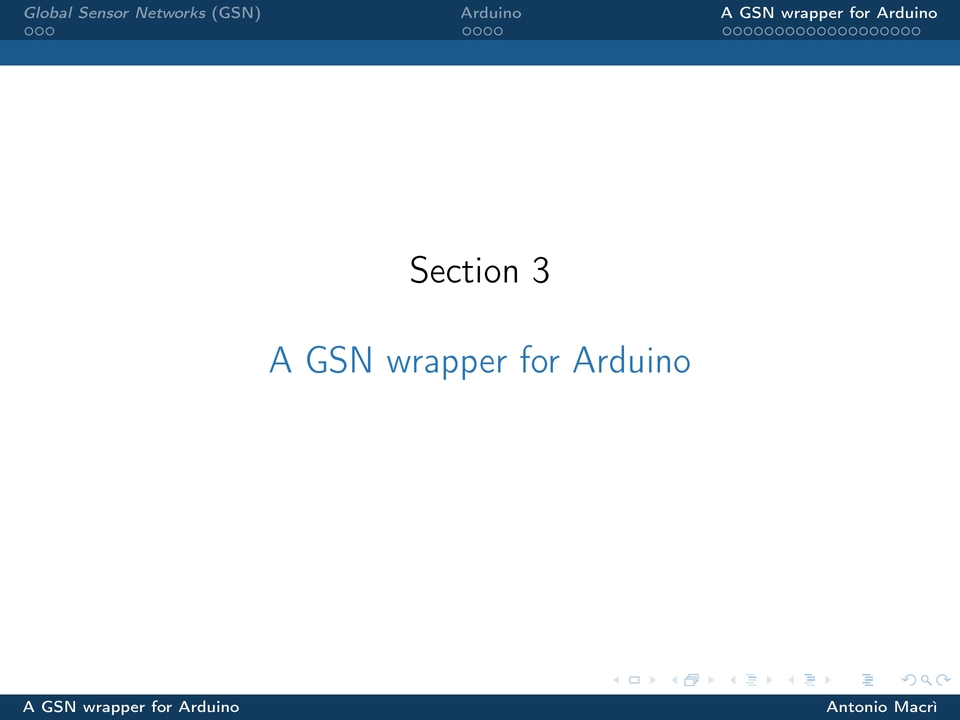 Global Sensor Networks (GSN) Arduino A GSN wrapper for Arduino
Section 3
A GSN wrapper for Arduino
A GSN wrapper for Arduino Antonio Macrì